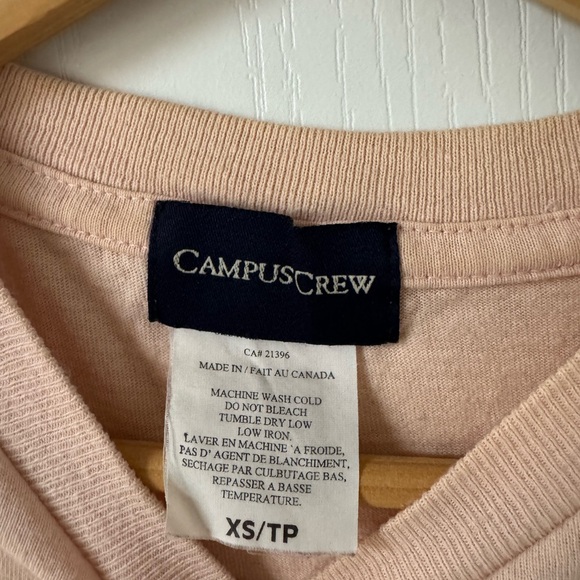 CAMPUSCREW
CA# 21396
MADE IN / FAIT AU CANADA
MACHINE WASH COLD
DO NOT BLEACH
TUMBLE DRY LOW
LOW IRON,
LAVER EN MACHINE 'A FROIDE,
PAS D' AGENT DE BLANCHIMENT,
SECHAGE PAR CULBUTAGE BAS,
REPASSER A BASSE
TEMPERATURE.
XS/TP